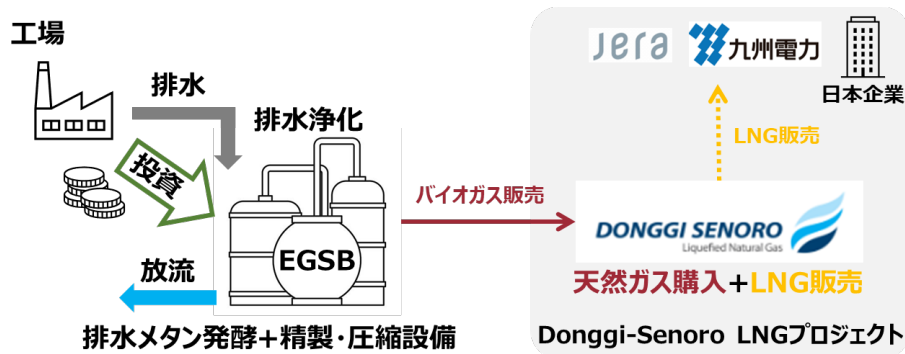 工場
排水
排水浄化
投資
EGSB
放流
排水メタン発酵+精製・圧縮設備
バイオガス販売
Jera
九州電力
日本企業
LNG販売
DONGGI SENORO
Liquefied Natural Gas
天然ガス購入+LNG販売
Donggi-Senoro LNGプロジェクト